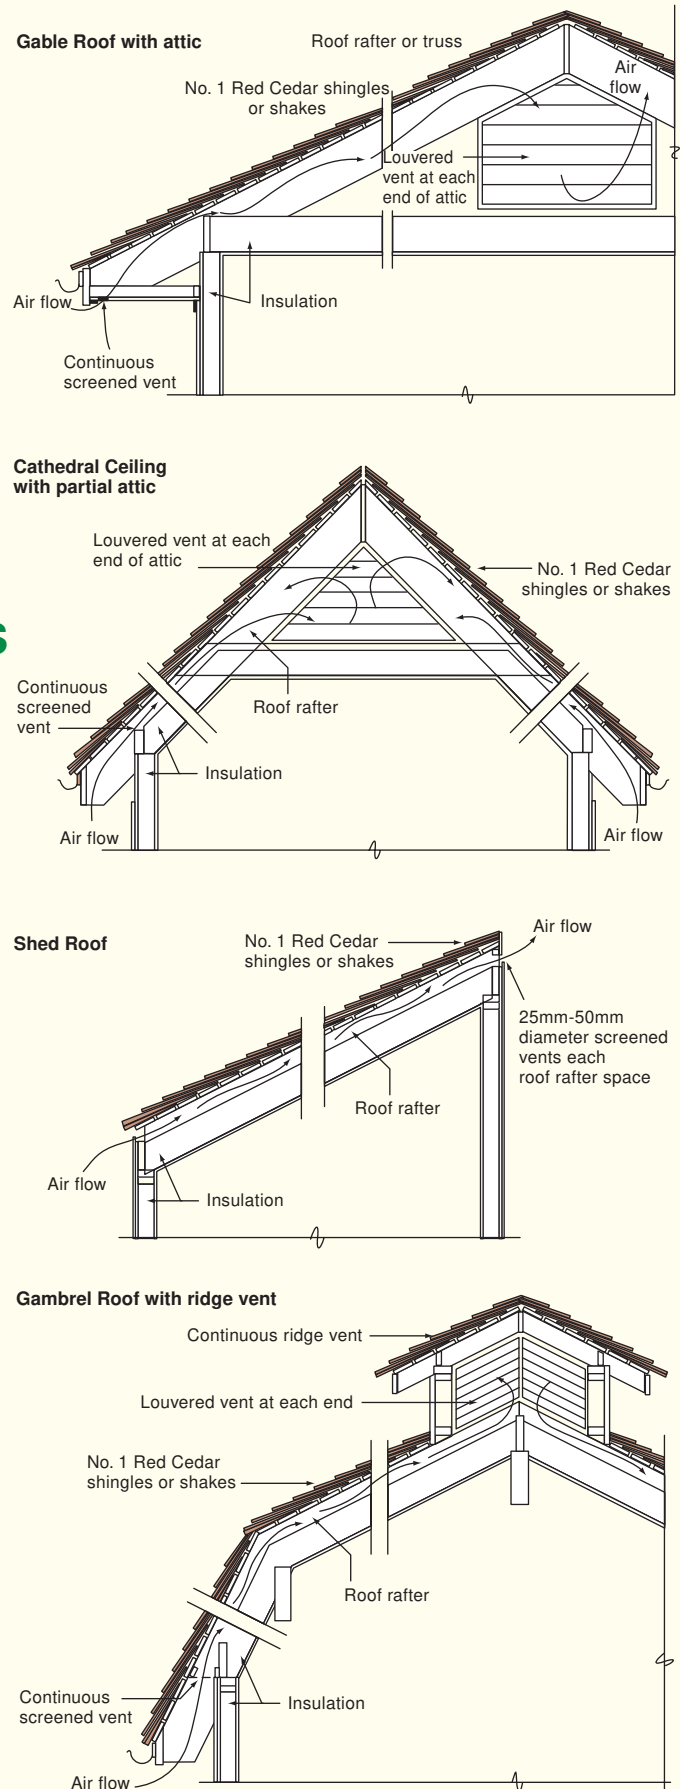 Gable Roof with attic
Roof rafter or truss
No. 1 Red Cedar shingles
or shakes
Air
flow
Louvered
vent at each
end of attic
Air flow
Insulation
Continuous
screened vent
Cathedral Ceiling
with partial attic
Louvered vent at each
end of attic
No. 1 Red Cedar
shingles or shakes
s
Continuous
screened
vent
Roof rafter
Insulation
Air flow
Air flow
Shed Roof
No. 1 Red Cedar
shingles or shakes
Air flow
25mm-50mm
diameter screened
vents each
roof rafter space
Roof rafter
Air flow
Insulation
Gambrel Roof with ridge vent
Continuous ridge vent
Louvered vent at each end
No. 1 Red Cedar
shingles or shakes
Roof rafter
Continuous
screened vent
Insulation
Air flow